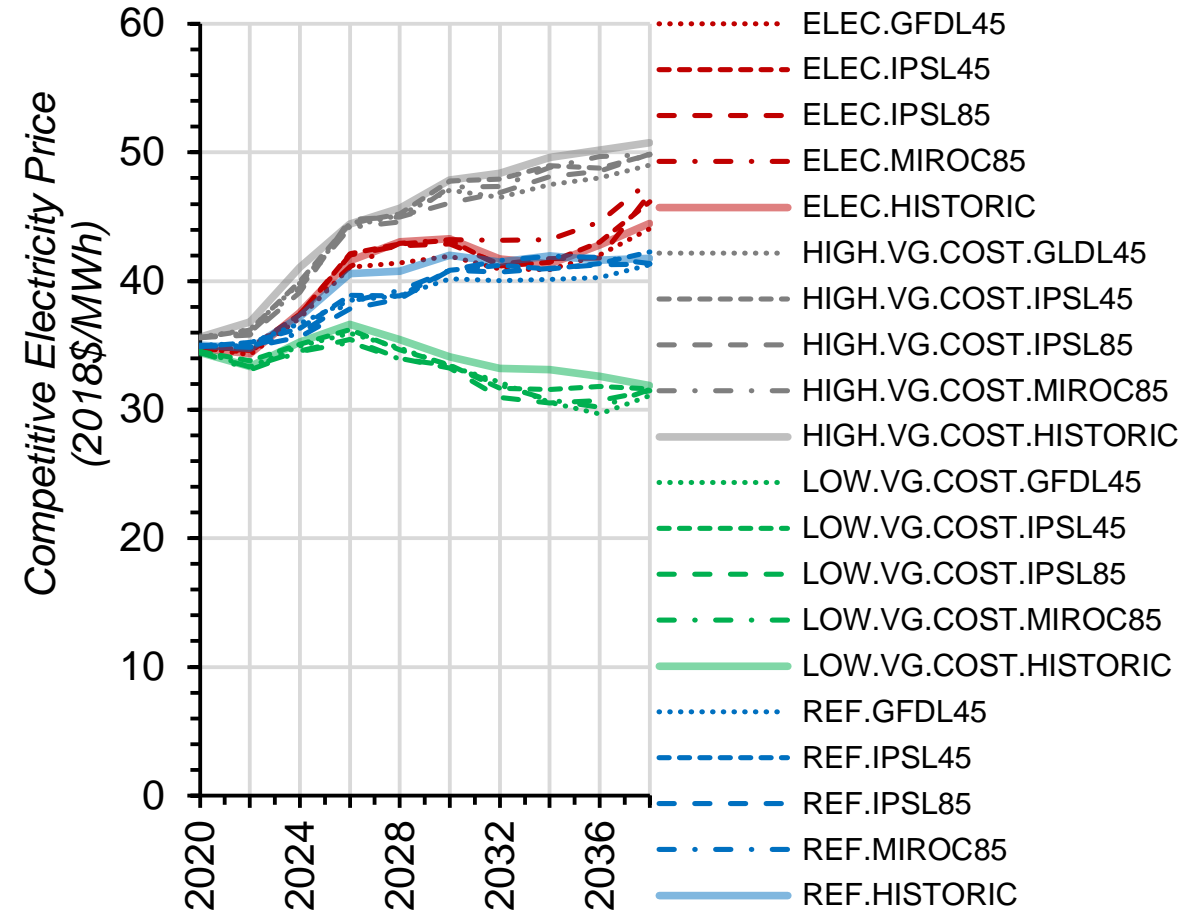 Competitive Electricity Price
(2018$/MWh)
60
50
40
30
20
10
0
2020
2024
2028
2032
2036
ELEC.GFDL45
ELEC.IPSL45
ELEC.IPSL85
ELEC.MIROC85
ELEC.HISTORIC
HIGH.VG.COST.GLDL45
HIGH.VG.COST.IPSL45
HIGH.VG.COST.IPSL85
HIGH.VG.COST.MIROC85
HIGH.VG.COST.HISTORIC
LOW.VG.COST.GFDL45
LOW.VG.COST.IPSL45
LOW.VG.COST.IPSL85
LOW.VG.COST.MIROC85
LOW.VG.COST.HISTORIC
REF.GFDL45
REF.IPSL45
REF.IPSL85
REF.MIROC85
REF.HISTORIC